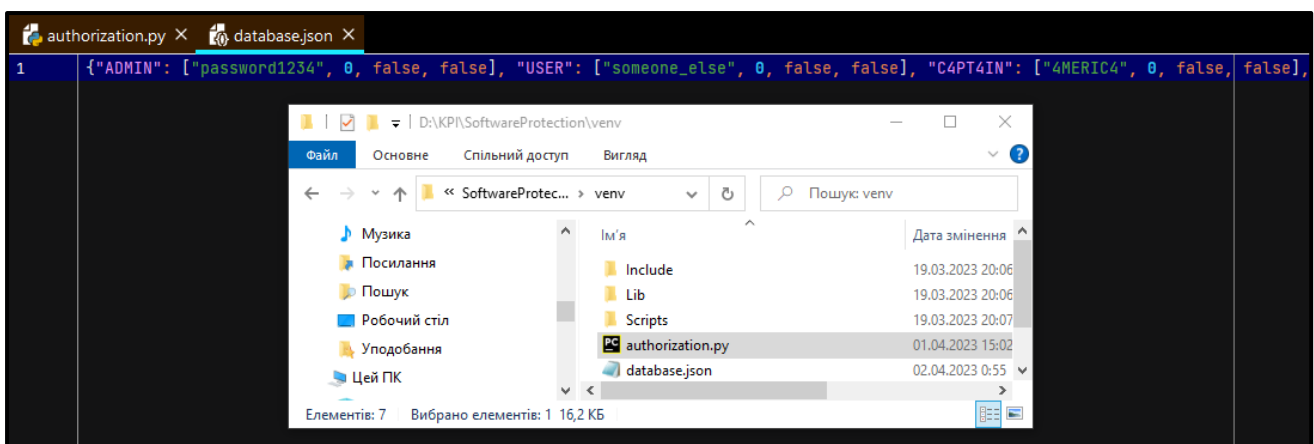 authorization.py database.json
1 {"ADMIN": ["password1234", 0, false, false], "USER": ["someone_else", 0, false, false], "C4PT4IN": ["4MERIC4", 0, false, false],
D:\KPI\SoftwareProtection\venv
Файл Основне Спільний доступ Вигляд
« SoftwareProtec... › venv Пошук: venv
Музика
Посилання
Пошук
Робочий стіл
Уподобання
Цей ПК
Ім'я Дата змінення
Include 19.03.2023 20:06
Lib 19.03.2023 20:06
Scripts 19.03.2023 20:07
PC authorization.py 01.04.2023 15:02
database.json 02.04.2023 0:55
Елементів: 7 Вибрано елементів: 1 16,2 КБ